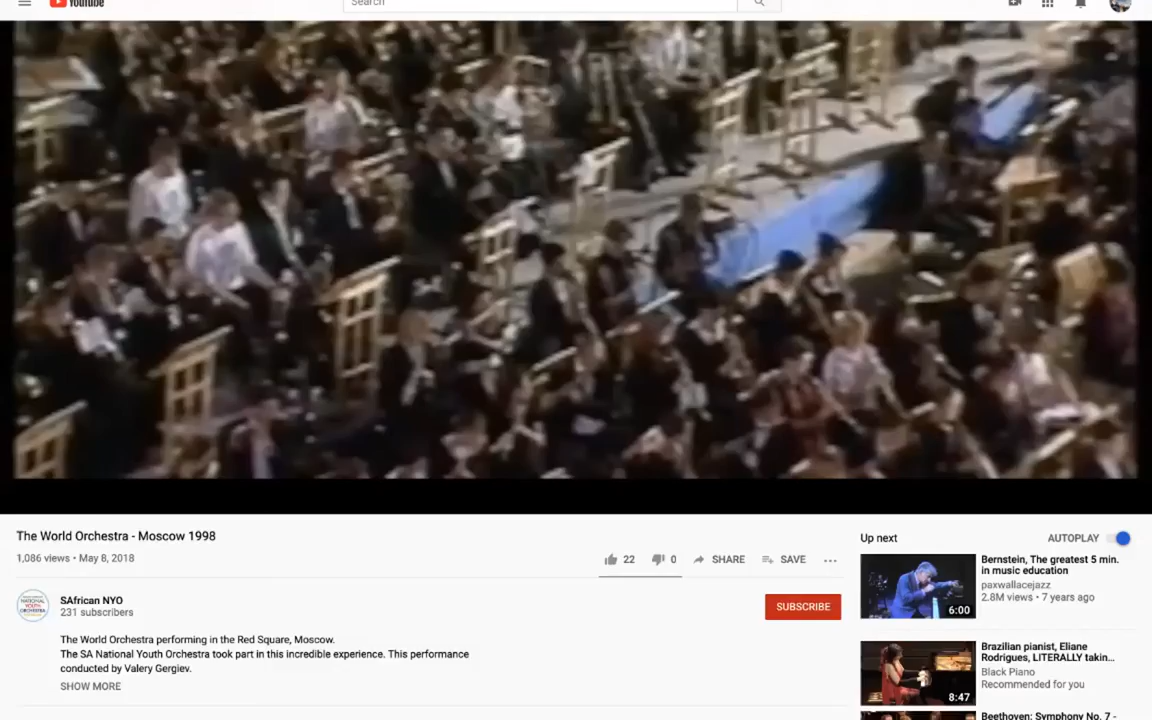 YouTube
Search
The World Orchestra - Moscow 1998
1,086 views • May 8, 2018
22
0
SHARE
SAVE
SAfrican NYO
231 subscribers
SUBSCRIBE
The World Orchestra performing in the Red Square, Moscow.
The SA National Youth Orchestra took part in this incredible experience. This performance
conducted by Valery Gergiev.
SHOW MORE
Up next
AUTOPLAY
6:00
Bernstein, The greatest 5 min.
in music education
paxwallacejazz
2.8M views • 7 years ago
8:47
Brazilian pianist, Eliane
Rodrigues, LITERALLY takin...
Black Piano
Recommended for you
Beethoven: Symphony No. 7 -